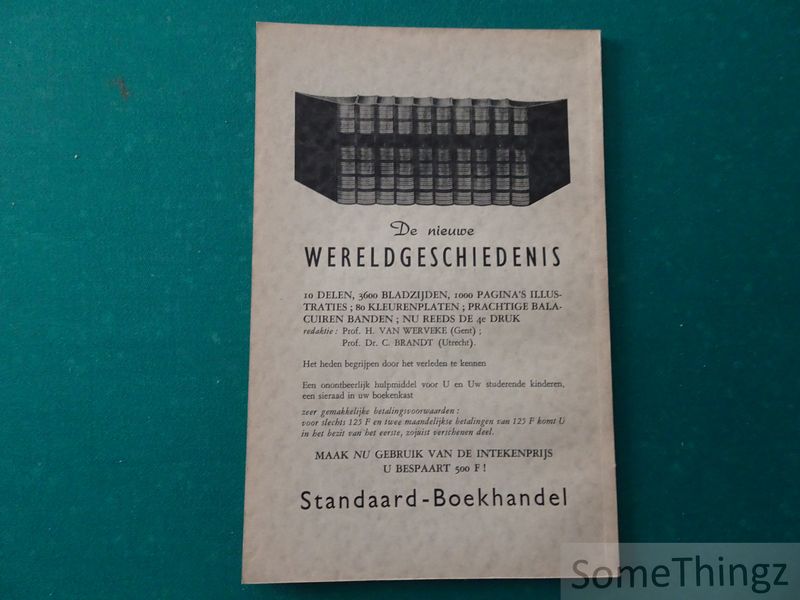 De nieuwe
WERELDGESCHIEDENIS
10 DELEN, 3600 BLADZIJDEN, 1000 PAGINA'S ILLUS-
TRATIES ; 80 KLEURENPLATEN ; PRACHTIGE BALA-
CUIREN BANDEN ; NU REEDS DE 4e DRUK
redaktie : Prof. H. VAN WERVEKE (Gent) ;
Prof. Dr. C. BRANDT (Utrecht).
Het heden begrijpen door het verleden te kennen
Een onontbeerlijk hulpmiddel voor U en Uw studerende kinderen,
een sieraad in uw boekenkast
zeer gemakkelijke betalingsvoorwaarden :
voor slechts 125 F en twee maandelijkse betalingen van 125 F komt U
in het bezit van het eerste, zojuist verschenen deel.
MAAK NU GEBRUIK VAN DE INTEKENPRIJS
U BESPAART 500 F !
Standaard-Boekhandel
SomeThingz